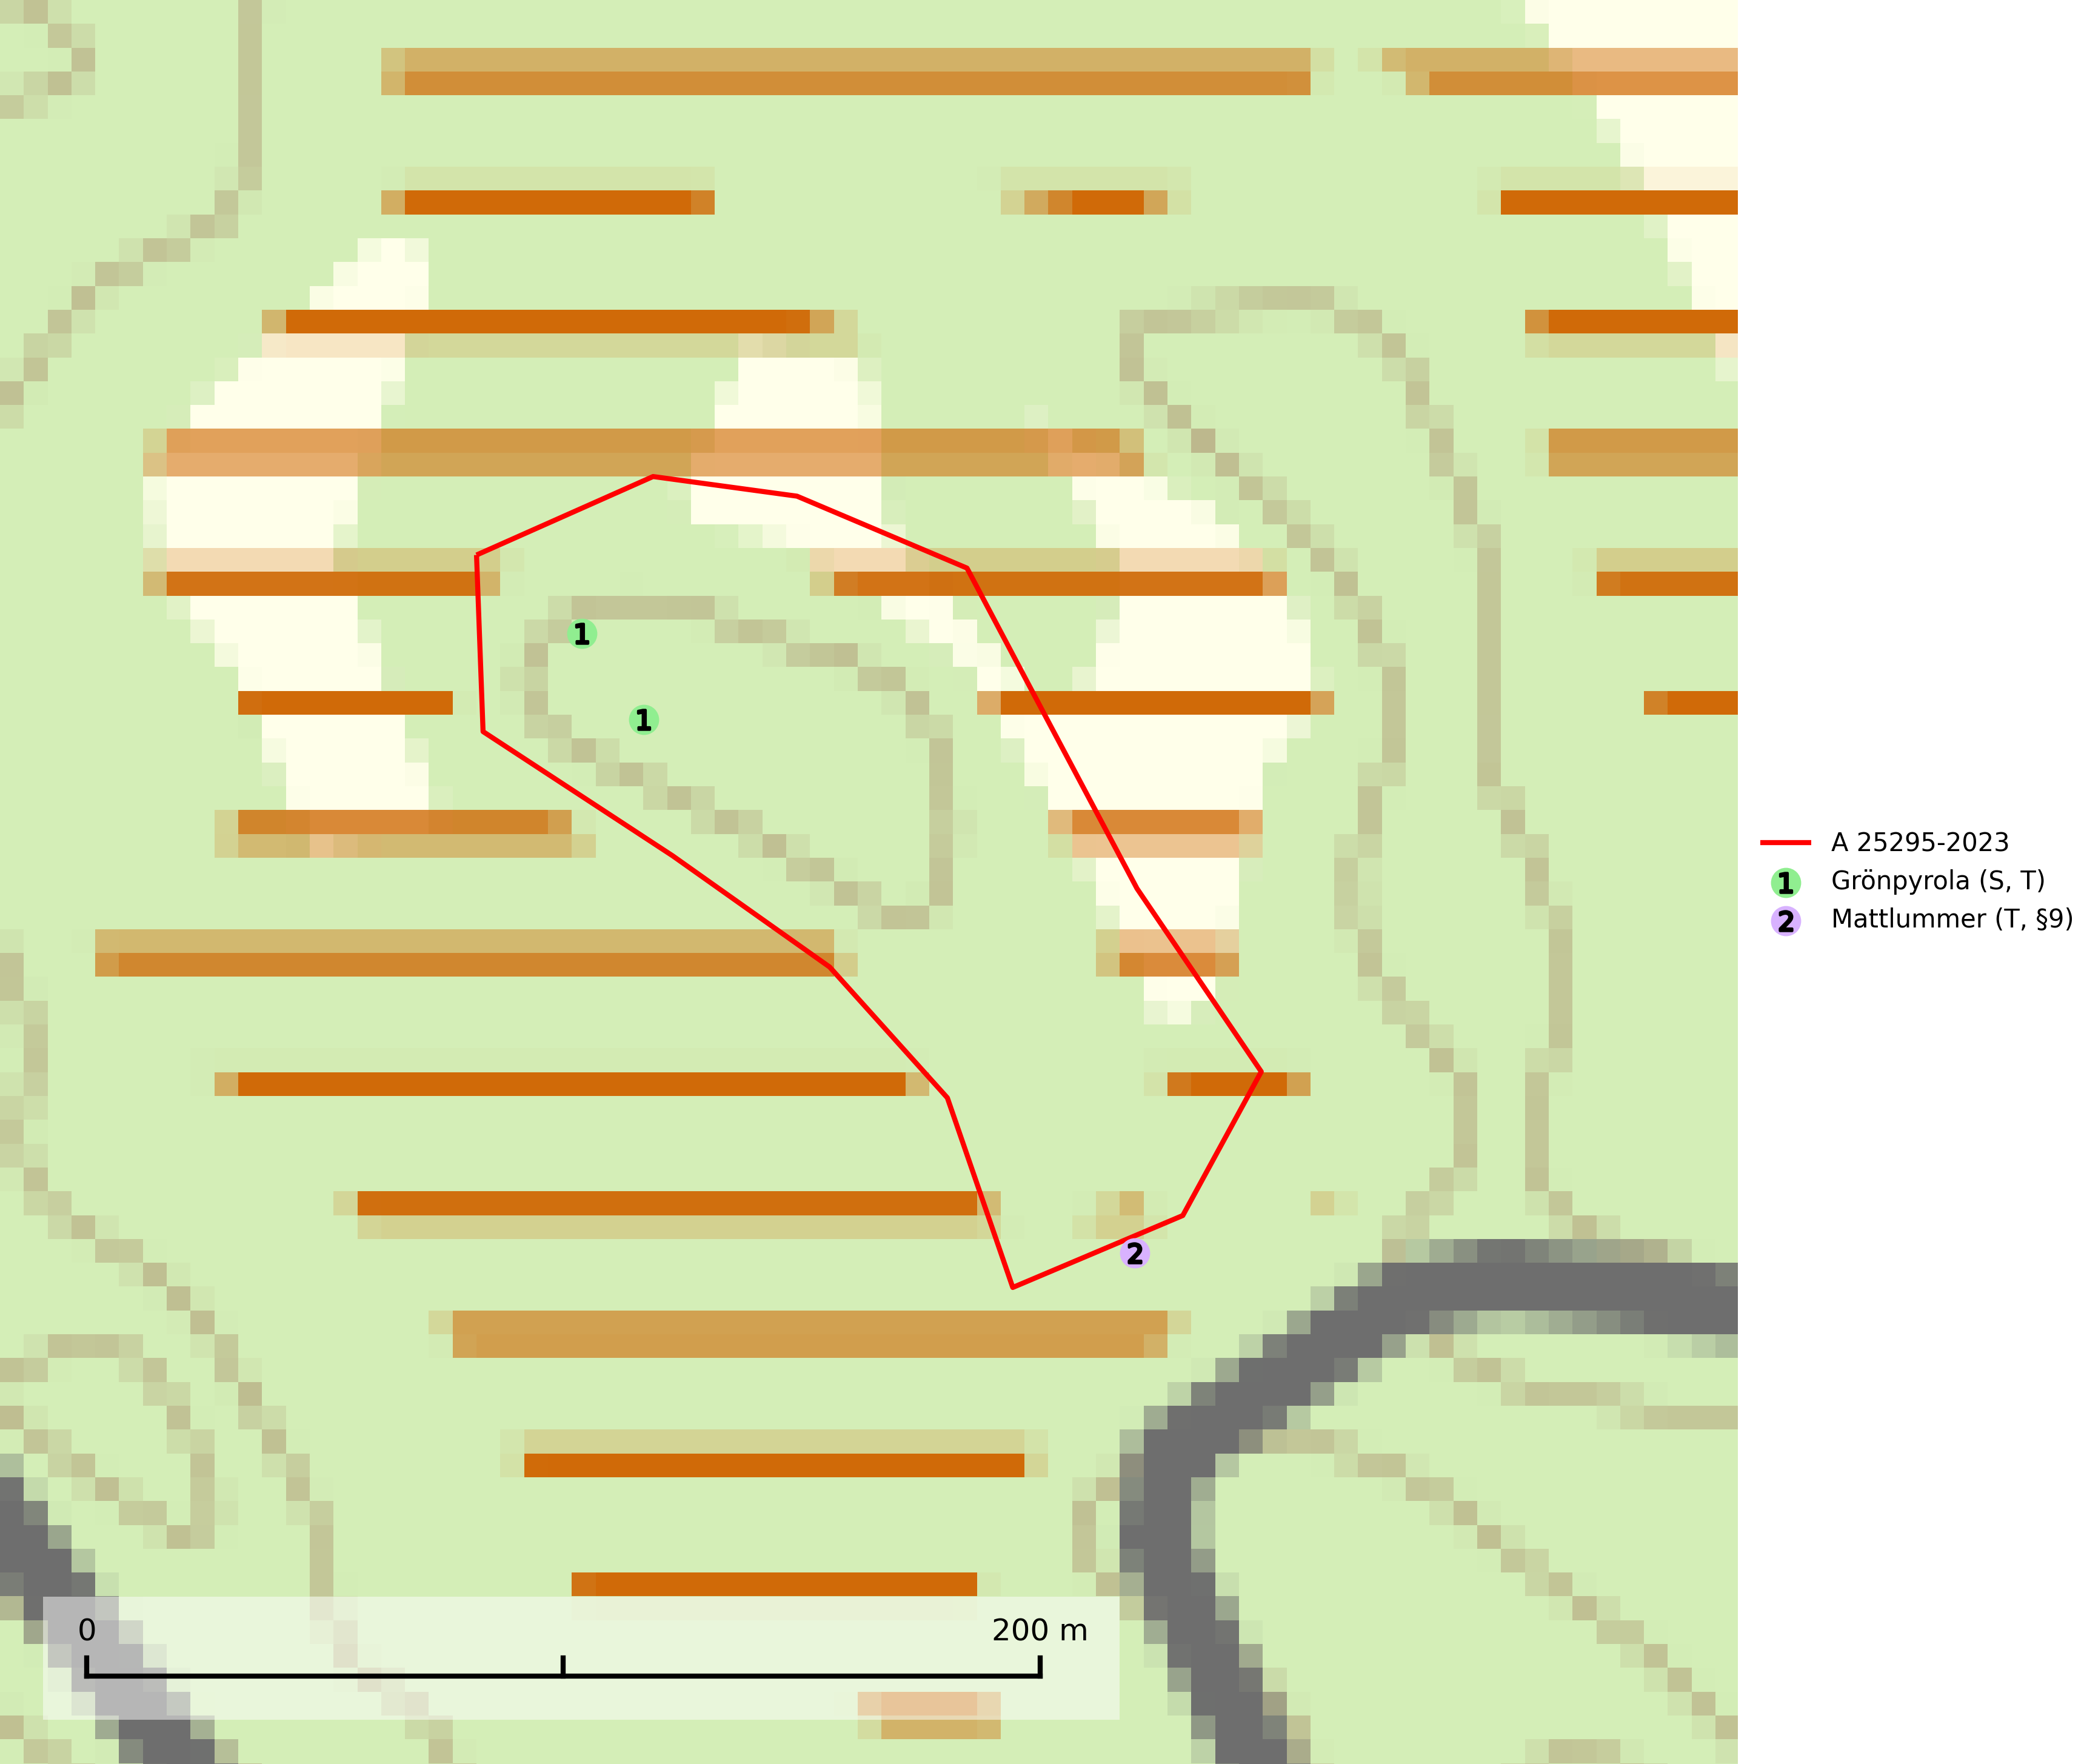 1
1
2
A 25295-2023
1 Grönpyrola (S, T)
2 Mattlummer (T, §9)
0 200 m